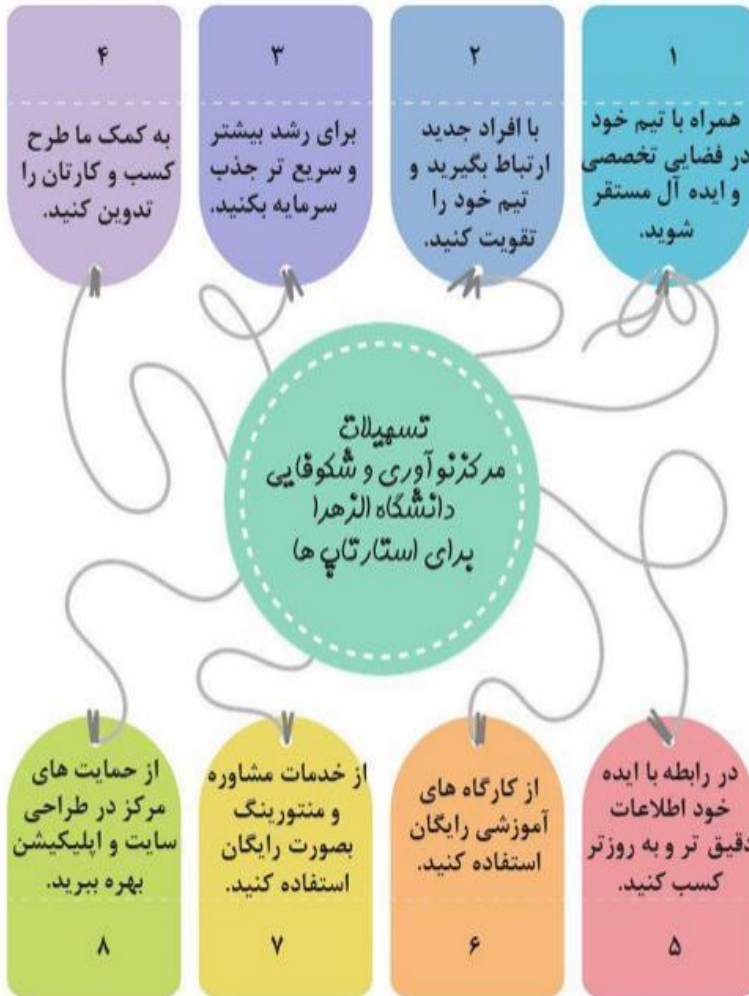 تسهیلات
مرکز نوآوری و شکوفایی
دانشگاه الزهرا
برای استارتاپ ها
۱
همراه با تیم خود
در فضایی تخصصی
و ایده آل مستقر
شوید.
۲
با افراد جدید
ارتباط بگیرید و
تیم خود را
تقویت کنید.
۳
برای رشد بیشتر
و سریع تر جذب
سرمایه بکنید.
۴
به کمک ما طرح
کسب و کارتان را
تدوین کنید.
در رابطه با ایده
خود اطلاعات
دقیق تر و به روزتر
کسب کنید.
۵
از کارگاه های
آموزشی رایگان
استفاده کنید.
۶
از خدمات مشاوره
و منتورینگ
بصورت رایگان
استفاده کنید.
۷
از حمایت های
مرکز در طراحی
سایت و اپلیکیشن
بهره ببرید.
۸